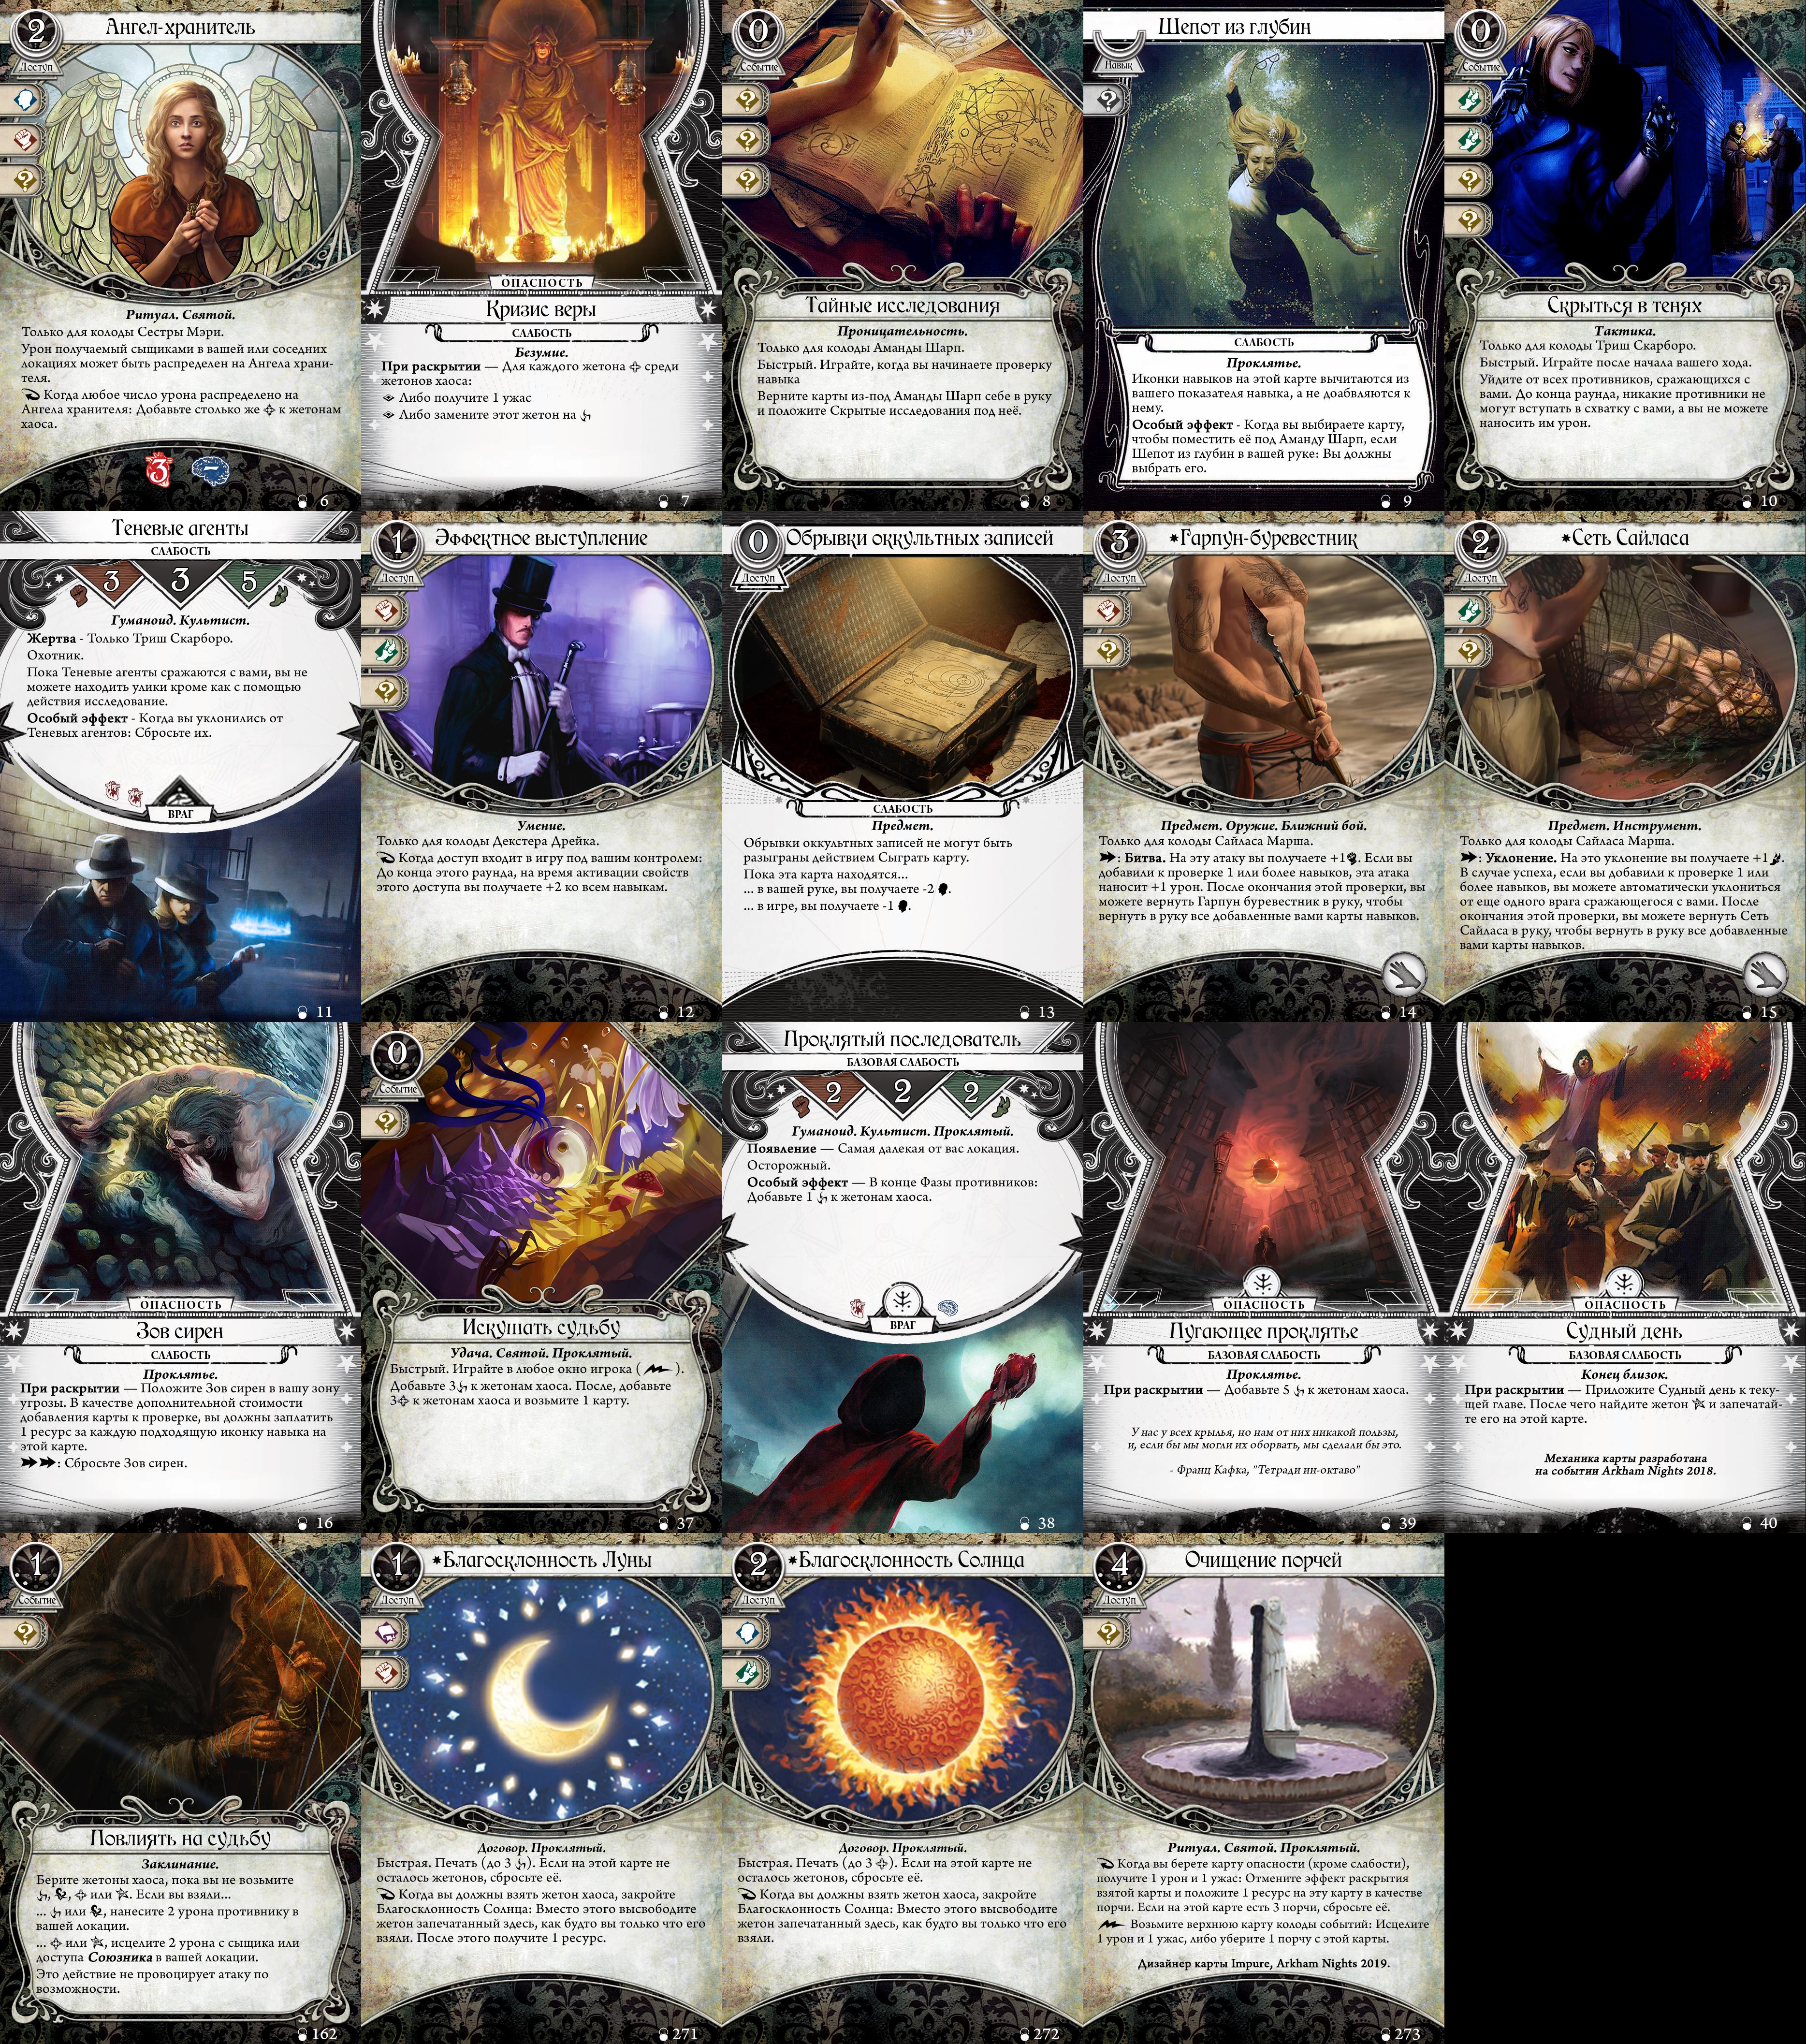 2
Ангел-хранитель
Доступ
Ритуал. Святой.
Только для колоды Сестры Мэри.
Урон получаемый сыщиками в вашей или соседних
локациях может быть распределен на Ангела храни-
теля.
Когда любое число урона распределено на
Ангела хранителя: Добавьте столько же к жетонам
хаоса.
3
–
6
ОПАСНОСТЬ
Кризис веры
СЛАБОСТЬ
Безумие.
При раскрытии — Для каждого жетона среди
жетонов хаоса:
Либо получите 1 ужас
Либо замените этот жетон на
7
0
Событие
Тайные исследования
Проницательность.
Только для колоды Аманды Шарп.
Быстрый. Играйте, когда вы начинаете проверку
навыка
Верните карты из-под Аманды Шарп себе в руку
и положите Скрытые исследования под неё.
8
Шепот из глубин
Навык
СЛАБОСТЬ
Проклятье.
Иконки навыков на этой карте вычитаются из
вашего показателя навыка, а не доабвляются к
нему.
Особый эффект - Когда вы выбираете карту,
чтобы поместить её под Аманду Шарп, если
Шепот из глубин в вашей руке: Вы должны
выбрать его.
9
0
Событие
Скрыться в тенях
Тактика.
Только для колоды Триш Скарборо.
Быстрый. Играйте после начала вашего хода.
Уйдите от всех противников, сражающихся с
вами. До конца раунда, никакие противники не
могут вступать в схватку с вами, а вы не можете
наносить им урон.
10
Теневые агенты
СЛАБОСТЬ
3 3 5
Гуманоид. Культист.
Жертва - Только Триш Скарборо.
Охотник.
Пока Теневые агенты сражаются с вами, вы не
можете находить улики кроме как с помощью
действия исследование.
Особый эффект - Когда вы уклонились от
Теневых агентов: Сбросьте их.
ВРАГ
11
1
Эффектное выступление
Доступ
Умение.
Только для колоды Декстера Дрейка.
Когда доступ входит в игру под вашим контролем:
До конца этого раунда, на время активации свойств
этого доступа вы получаете +2 ко всем навыкам.
12
0
Обрывки оккультных записей
Доступ
СЛАБОСТЬ
Предмет.
Обрывки оккультных записей не могут быть
разыграны действием Сыграть карту.
Пока эта карта находятся...
... в вашей руке, вы получаете -2 .
... в игре, вы получаете -1 .
13
3
Гарпун-буревестник
Доступ
Предмет. Оружие. Ближний бой.
Только для колоды Сайласа Марша.
: Битва. На эту атаку вы получаете +1 . Если вы
добавили к проверке 1 или более навыков, эта атака
наносит +1 урон. После окончания этой проверки, вы
можете вернуть Гарпун буревестник в руку, чтобы
вернуть в руку все добавленные вами карты навыков.
14
2
Сеть Сайласа
Доступ
Предмет. Инструмент.
Только для колоды Сайласа Марша.
: Уклонение. На это уклонение вы получаете +1 .
В случае успеха, если вы добавили к проверке 1 или
более навыков, вы можете автоматически уклониться
от еще одного врага сражающегося с вами. После
окончания этой проверки, вы можете вернуть Сеть
Сайласа в руку, чтобы вернуть в руку все добавленные
вами карты навыков.
15
ОПАСНОСТЬ
Зов сирен
СЛАБОСТЬ
Проклятье.
При раскрытии — Положите Зов сирен в вашу зону
угрозы. В качестве дополнительной стоимости
добавления карты к проверке, вы должны заплатить
1 ресурс за каждую подходящую иконку навыка на
этой карте.
: Сбросьте Зов сирен.
16
0
Событие
Искушать судьбу
Удача. Святой. Проклятый.
Быстрый. Играйте в любое окно игрока ( ).
Добавьте 3 к жетонам хаоса. После, добавьте
3 к жетонам хаоса и возьмите 1 карту.
37
Проклятый последователь
БАЗОВАЯ СЛАБОСТЬ
2 2 2
Гуманоид. Культист. Проклятый.
Появление — Самая далекая от вас локация.
Осторожный.
Особый эффект — В конце Фазы противников:
Добавьте 1 к жетонам хаоса.
ВРАГ
38
ОПАСНОСТЬ
Пугающее проклятье
БАЗОВАЯ СЛАБОСТЬ
Проклятье.
При раскрытии — Добавьте 5 к жетонам хаоса.
У нас у всех крылья, но нам от них никакой пользы,
и, если бы мы могли их оборвать, мы сделали бы это.
- Франц Кафка, "Тетради ин-октаво"
39
ОПАСНОСТЬ
Судный день
БАЗОВАЯ СЛАБОСТЬ
Конец близок.
При раскрытии — Приложите Судный день к теку-
щей главе. После чего найдите жетон и запечатай-
те его на этой карте.
Механика карты разработана
на событии Arkham Nights 2018.
40
1
Событие
Повлиять на судьбу
Заклинание.
Берите жетоны хаоса, пока вы не возьмите
, , или . Если вы взяли...
... или , нанесите 2 урона противнику в
вашей локации.
... или , исцелите 2 урона с сыщика или
доступа Союзника в вашей локации.
Это действие не провоцирует атаку по
возможности.
162
1
Благосклонность Луны
Доступ
Договор. Проклятый.
Быстрая. Печать (до 3 ). Если на этой карте не
осталось жетонов, сбросьте её.
Когда вы должны взять жетон хаоса, закройте
Благосклонность Солнца: Вместо этого высвободите
жетон запечатанный здесь, как будто вы только что его
взяли. После этого получите 1 ресурс.
271
2
Благосклонность Солнца
Доступ
Договор. Проклятый.
Быстрая. Печать (до 3 ). Если на этой карте не
осталось жетонов, сбросьте её.
Когда вы должны взять жетон хаоса, закройте
Благосклонность Солнца: Вместо этого высвободите
жетон запечатанный здесь, как будто вы только что его
взяли.
272
4
Очищение порчей
Доступ
Ритуал. Святой. Проклятый.
Когда вы берете карту опасности (кроме слабости),
получите 1 урон и 1 ужас: Отмените эффект раскрытия
взятой карты и положите 1 ресурс на эту карту в качестве
порчи. Если на этой карте есть 3 порчи, сбросьте её.
Возьмите верхнюю карту колоды событий: Исцелите
1 урон и 1 ужас, либо уберите 1 порчу с этой карты.
Дизайнер карты Impure, Arkham Nights 2019.
273